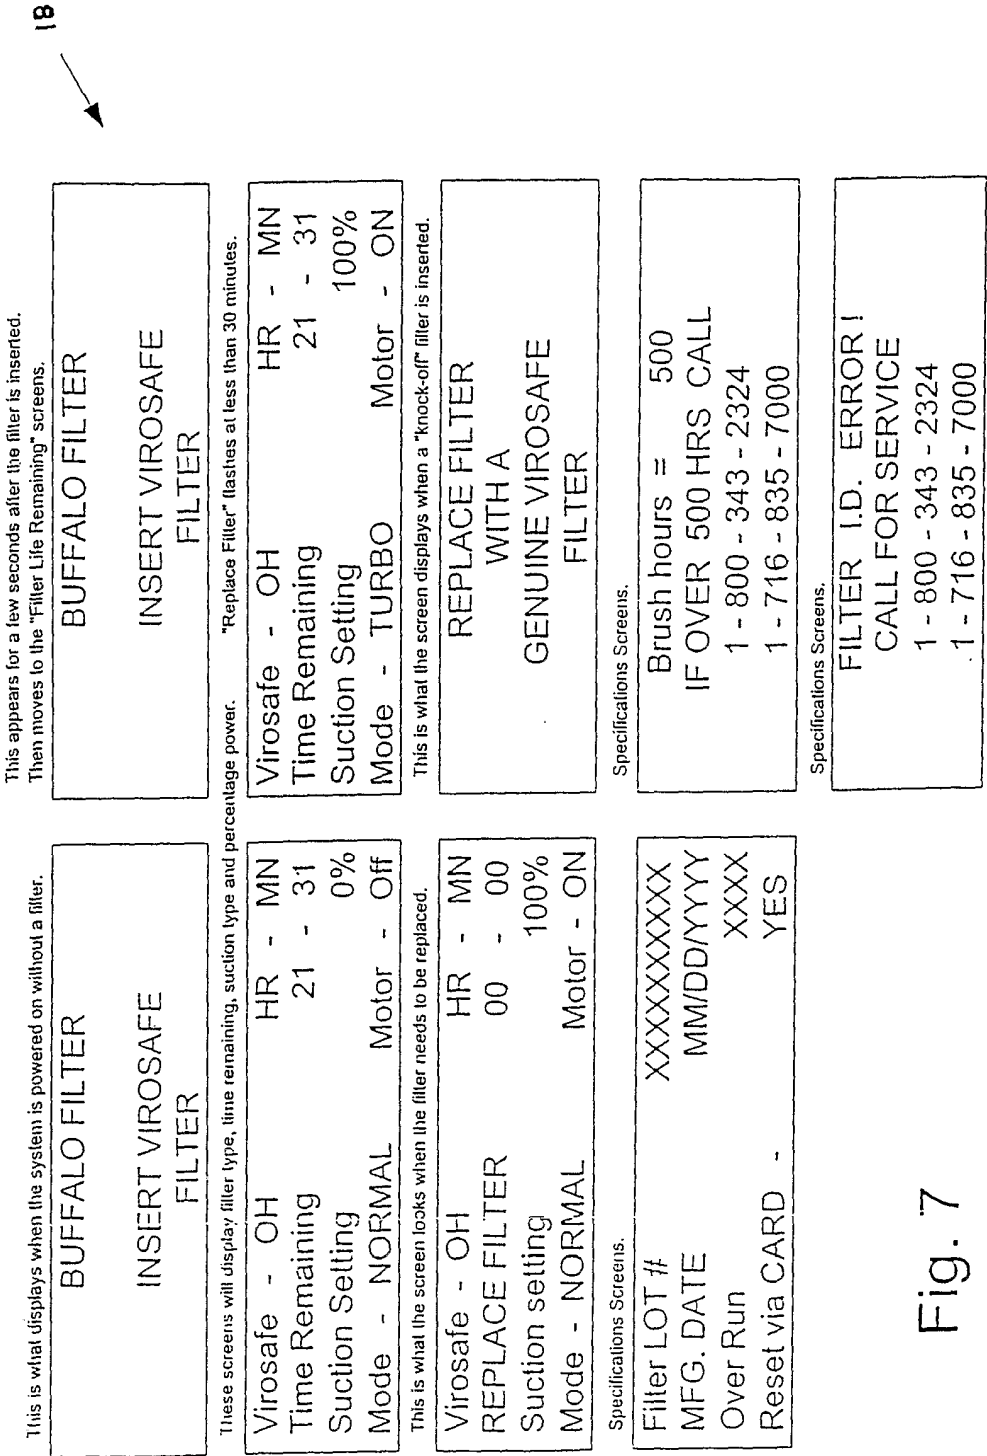 81
This is what displays when the system is powered on without a filter.
BUFFALO FILTER
INSERT VIROSAFE
FILTER
This appears for a few seconds after the filter is inserted.
Then moves to the "Filter Life Remaining" screens.
BUFFALO FILTER
INSERT VIROSAFE
FILTER
These screens will display filter type, time remaining, suction type and percentage power.
Virosafe - OH HR - MN
Time Remaining 21 - 31
Suction Setting 0%
Mode - NORMAL Motor - Off
"Replace Filter" flashes at less than 30 minutes.
Virosafe - OH HR - MN
Time Remaining 21 - 31
Suction Setting 100%
Mode - TURBO Motor - ON
This is what the screen looks when the filter needs to be replaced.
Virosafe - OH HR - MN
REPLACE FILTER 00 - 00
Suction setting 100%
Mode - NORMAL Motor - ON
This is what the screen displays when a "knock-off" filter is inserted.
REPLACE FILTER
WITH A
GENUINE VIROSAFE
FILTER
Specifications Screens.
Filter LOT # XXXXXXXXXX
MFG. DATE MM/DD/YYYY
Over Run XXXX
Reset via CARD - YES
Specifications Screens.
Brush hours = 500
IF OVER 500 HRS CALL
1 - 800 - 343 - 2324
1 - 716 - 835 - 7000
Specifications Screens.
FILTER I.D. ERROR!
CALL FOR SERVICE
1 - 800 - 343 - 2324
1 - 716 - 835 - 7000
Fig. 7